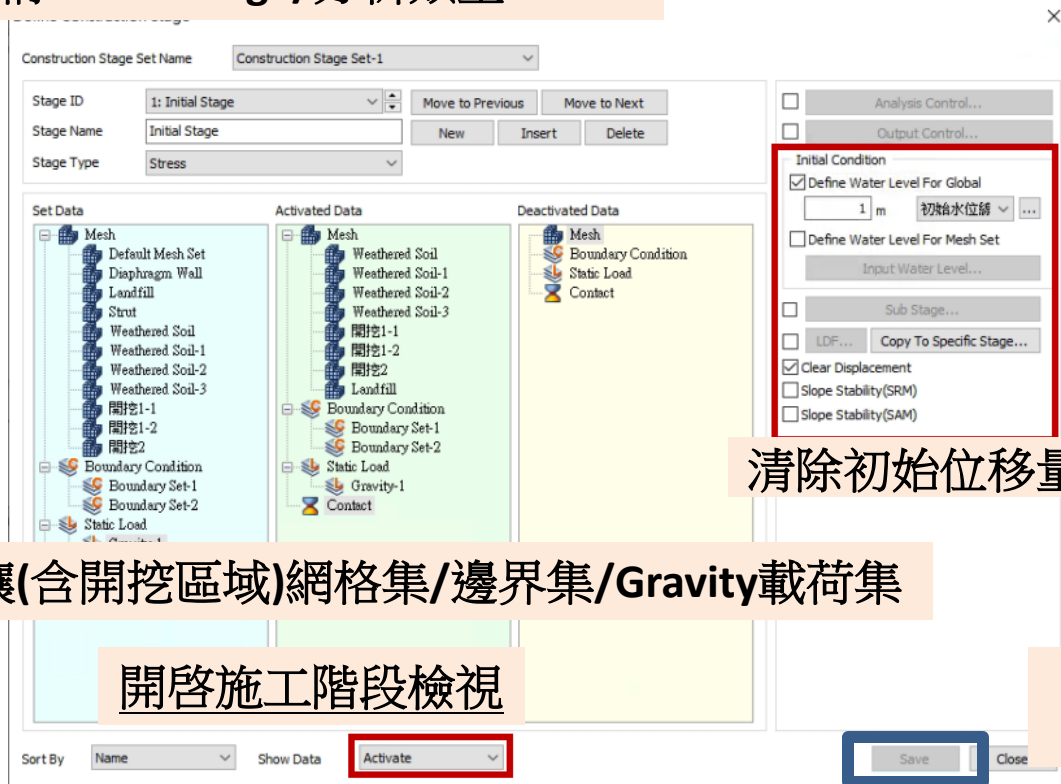 Construction Stage Set Name Construction Stage Set-1
Stage ID 1: Initial Stage Move to Previous Move to Next
Stage Name Initial Stage New Insert Delete
Stage Type Stress
Analysis Control...
Output Control...
Initial Condition
Define Water Level For Global
1 m 初始水位
Define Water Level For Mesh Set
Input Water Level...
Sub Stage...
LDF... Copy To Specific Stage...
Clear Displacement
Slope Stability(SRM)
Slope Stability(SAM)
Set Data
Mesh
Default Mesh Set
Diaphragm Wall
Landfill
Strut
Weathered Soil
Weathered Soil-1
Weathered Soil-2
Weathered Soil-3
開挖1-1
開挖1-2
開挖2
Boundary Condition
Boundary Set-1
Boundary Set-2
Static Load
Activated Data
Mesh
Weathered Soil
Weathered Soil-1
Weathered Soil-2
Weathered Soil-3
開挖1-1
開挖1-2
開挖2
Landfill
Boundary Condition
Boundary Set-1
Boundary Set-2
Static Load
Gravity-1
Contact
Deactivated Data
Mesh
Boundary Condition
Static Load
Contact
清除初始位移量
(含開挖區域)網格集/邊界集/Gravity載荷集
開啓施工階段檢視
Sort By Name Show Data Activate Save Close